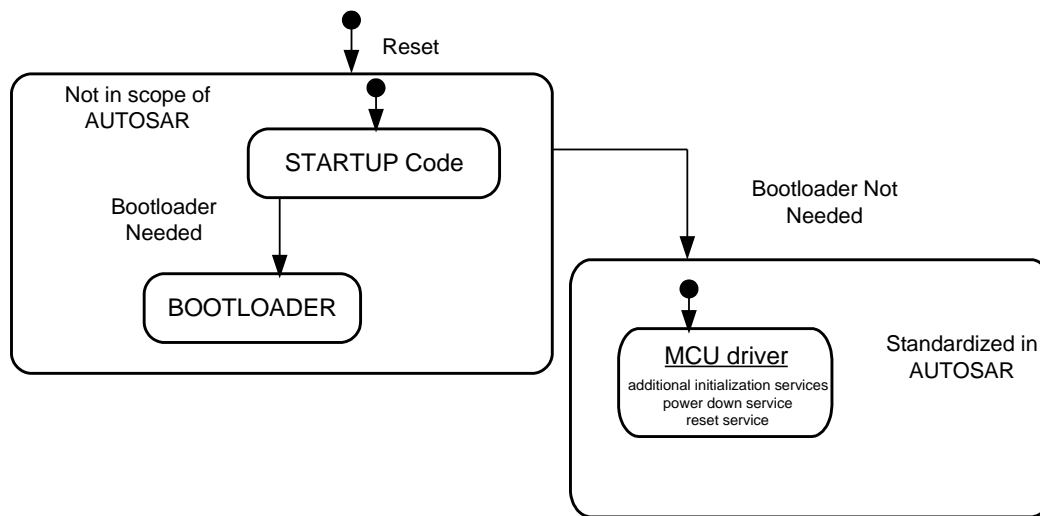 Reset
Not in scope of
AUTOSAR
STARTUP Code
Bootloader
Needed
BOOTLOADER
Bootloader Not
Needed
MCU driver
additional initialization services
power down service
reset service
Standardized in
AUTOSAR